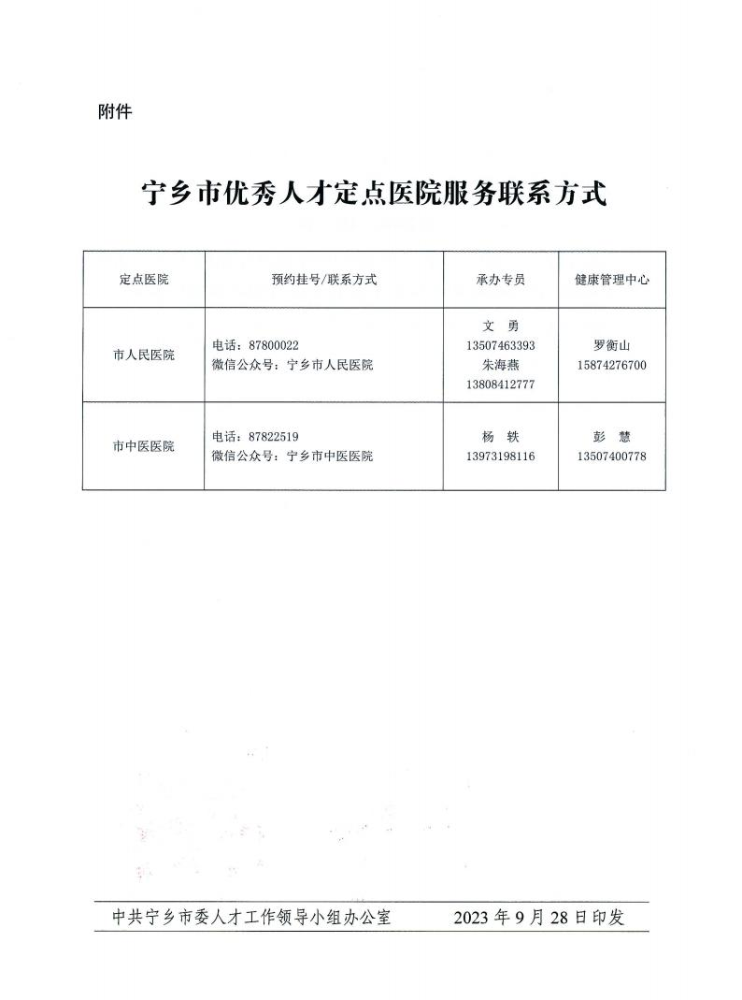 附件
宁乡市优秀人才定点医院服务联系方式
定点医院
预约挂号/联系方式
承办专员
健康管理中心
市人民医院
电话：87800022
微信公众号：宁乡市人民医院
文 勇
13507463393
朱海燕
13808412777
罗衡山
15874276700
市中医医院
电话：87822519
微信公众号：宁乡市中医医院
杨 轶
13973198116
彭 慧
13507400778
中共宁乡市委人才工作领导小组办公室 2023年9月28日印发